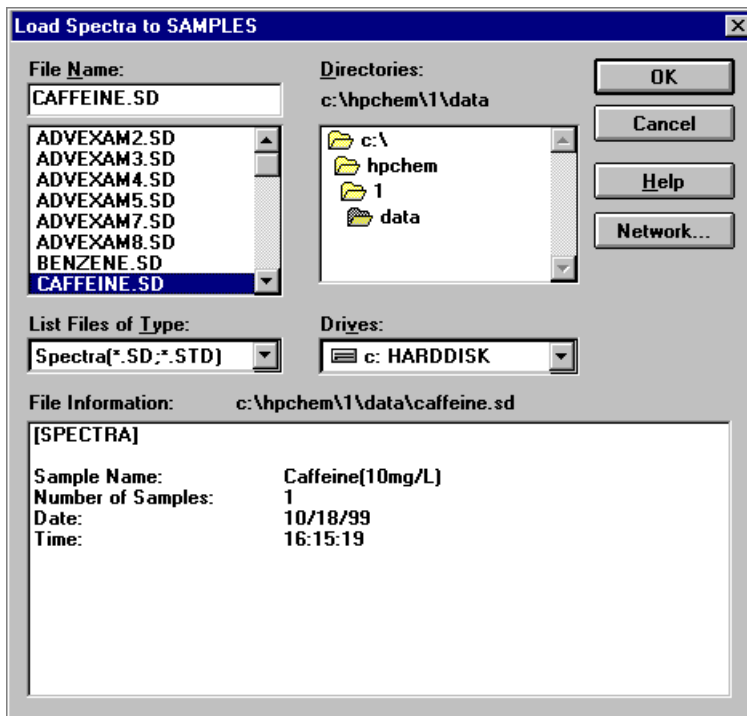 Load Spectra to SAMPLES
File Name:
CAFFEINE.SD
ADVEXAM2.SD
ADVEXAM3.SD
ADVEXAM4.SD
ADVEXAM5.SD
ADVEXAM7.SD
ADVEXAM8.SD
BENZENE.SD
CAFFEINE.SD
Directories:
c:\hpchem\1\data
c:\
hpchem
1
data
OK
Cancel
Help
Network...
List Files of Type:
Spectra(*.SD;*.STD)
Drives:
c: HARDDISK
File Information: c:\hpchem\1\data\caffeine.sd
[SPECTRA]
Sample Name: Caffeine(10mg/L)
Number of Samples: 1
Date: 10/18/99
Time: 16:15:19